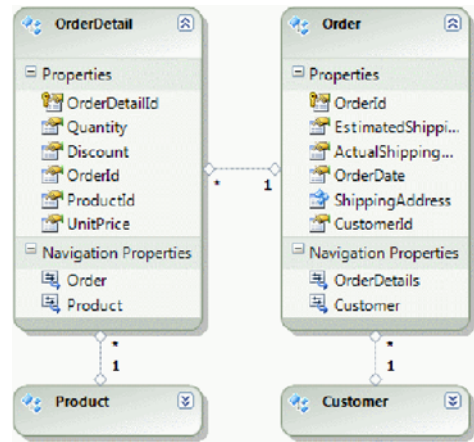 OrderDetail
Properties
OrderDetailId
Quantity
Discount
OrderId
ProductId
UnitPrice
Navigation Properties
Order
Product
* 1
Order
Properties
OrderId
EstimatedShippi...
ActualShipping...
OrderDate
ShippingAddress
CustomerId
Navigation Properties
OrderDetails
Customer
*
1
Product
*
1
Customer